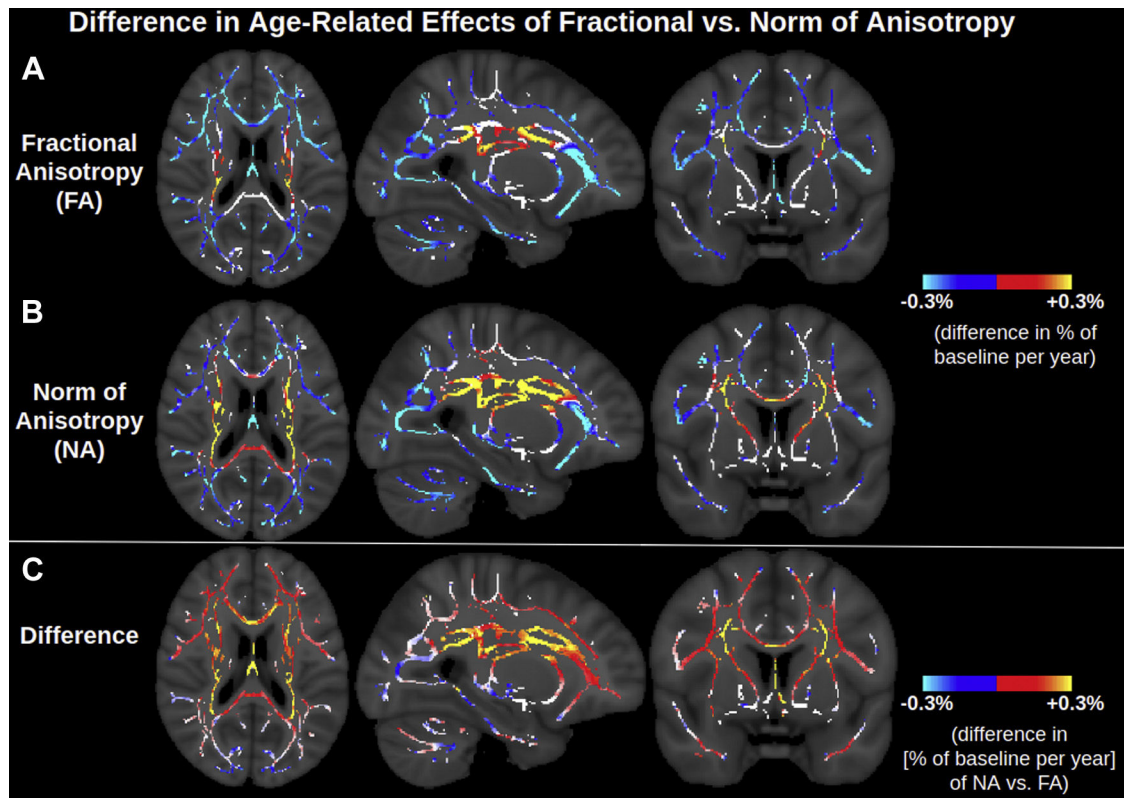 Difference in Age-Related Effects of Fractional vs. Norm of Anisotropy
A
Fractional
Anisotropy
(FA)
-0.3% +0.3%
(difference in % of
baseline per year)
B
Norm of
Anisotropy
(NA)
C
Difference
-0.3% +0.3%
(difference in
[% of baseline per year]
of NA vs. FA)